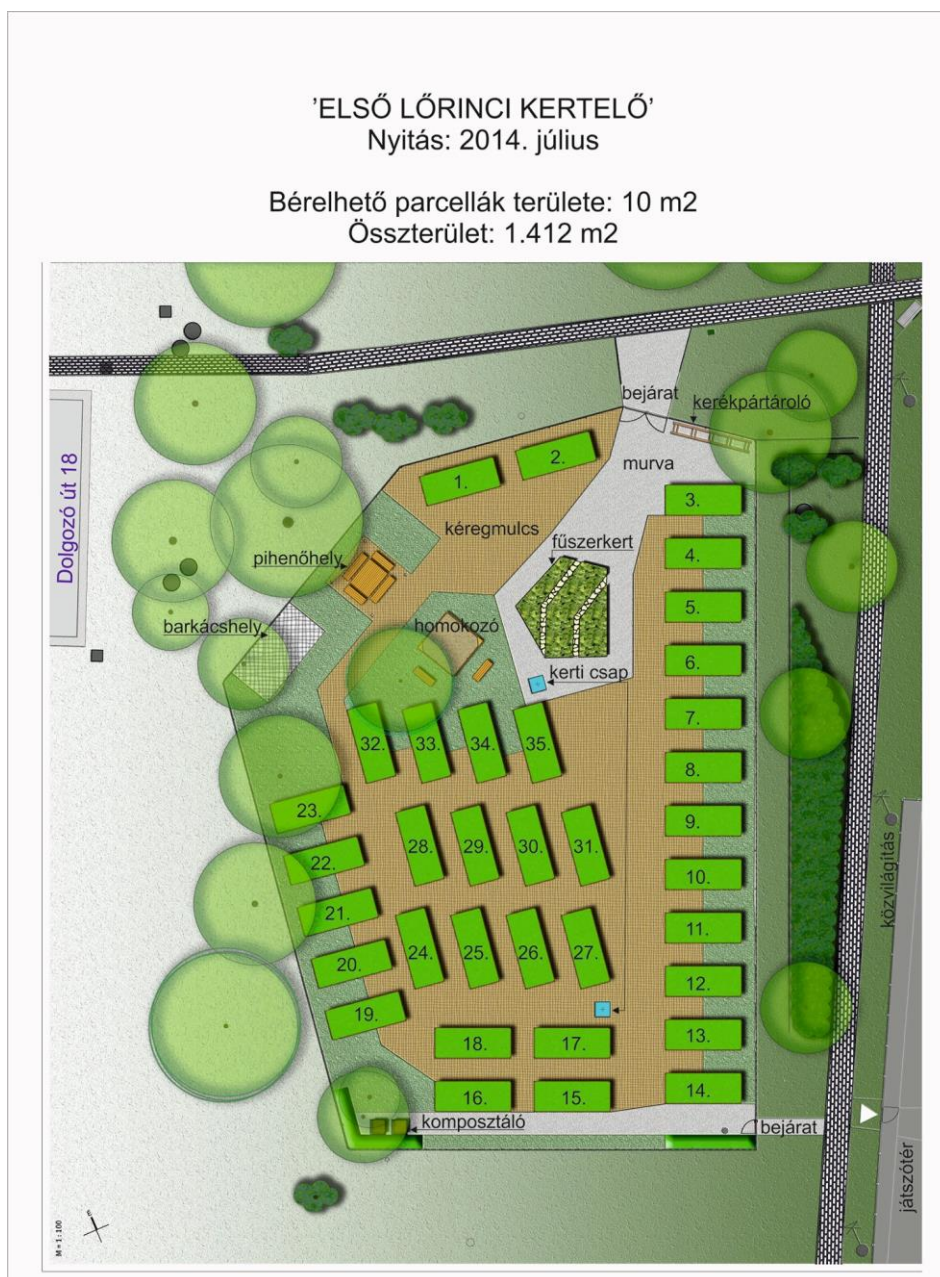 'ELSŐ LŐRINCI KERTELŐ'
Nyitás: 2014. július
Bérelhető parcellák területe: 10 m2
Összterület: 1.412 m2
bejárat
kerékpártároló
Dolgozó út 18
murva
2.
1.
3.
kéregmulcs
fűszerkert
4.
pihenőhely
5.
barkácshely
homokozó
6.
kerti csap
7.
32.
33.
34.
35.
8.
23.
9.
28.
29.
30.
31.
22.
10.
közvilágítás
21.
11.
24.
25.
26.
27.
20.
12.
19.
13.
18.
17.
14.
16.
15.
komposztáló
bejárat
játszótér
M = 1 : 100